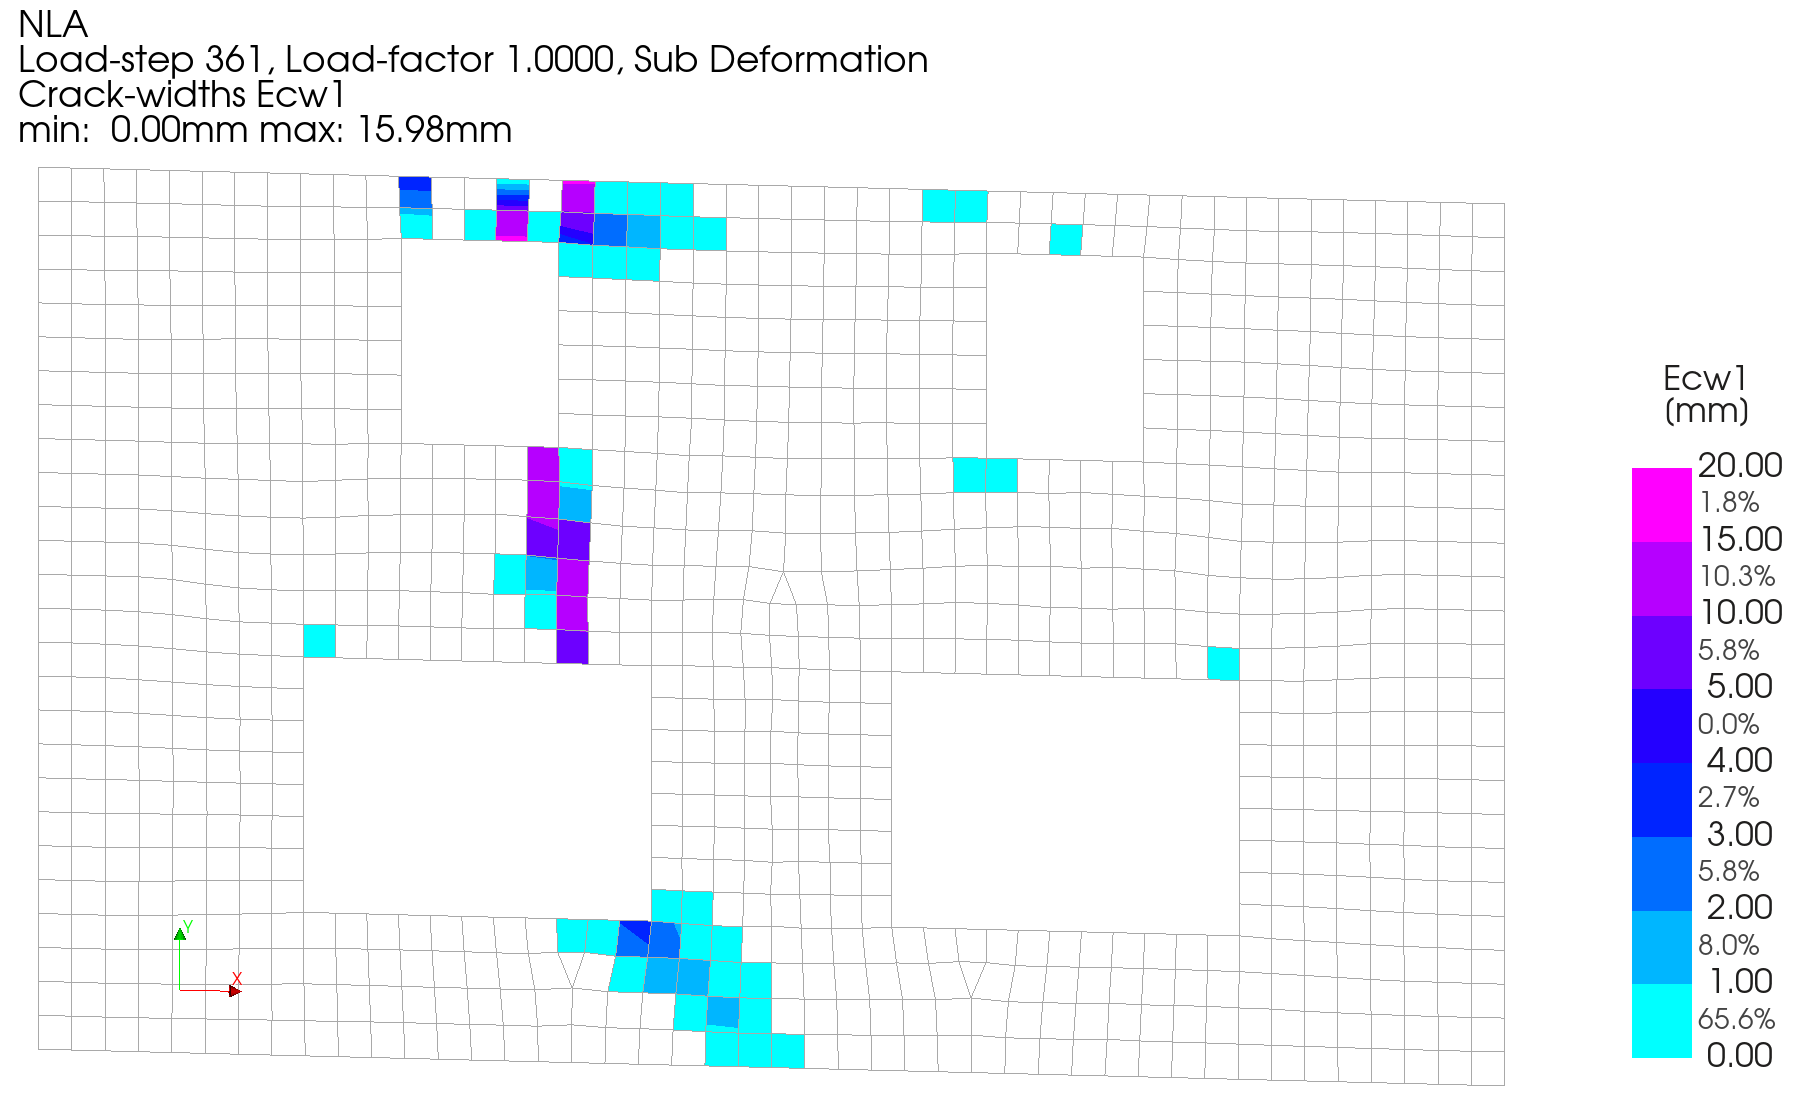 NLA
Load-step 361, Load-factor 1.0000, Sub Deformation
Crack-widths Ecw1
min:  0.00mm max: 15.98mm
Ecw1
(mm)
20.00
1.8%
15.00
10.3%
10.00
5.8%
5.00
0.0%
4.00
2.7%
3.00
5.8%
2.00
8.0%
1.00
65.6%
0.00
Y
X